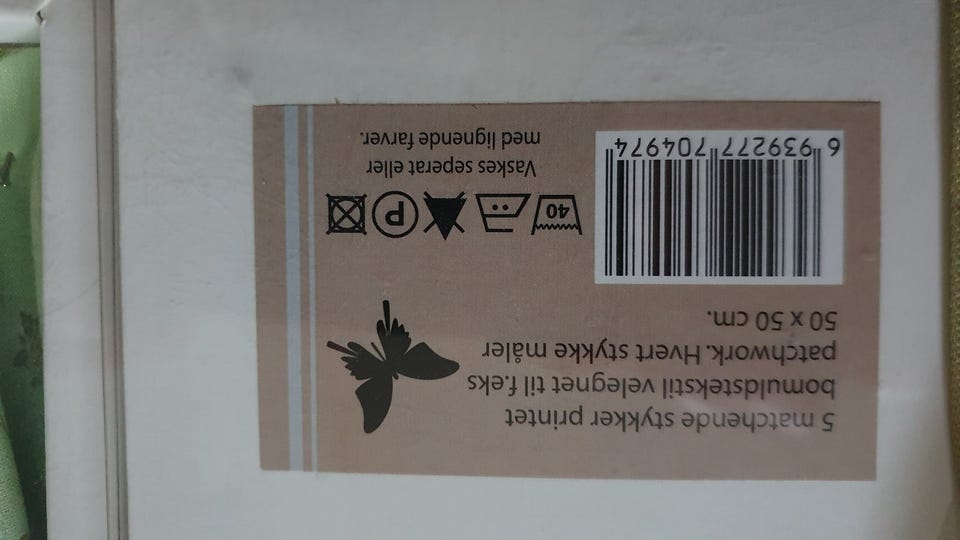 5 matchende stykker printet
bomuldstekstil velegnet til f.eks
patchwork. Hvert stykke måler
50 x 50 cm.
6 939277 704974
40
P
Vaskes seperat eller
med lignende farver.